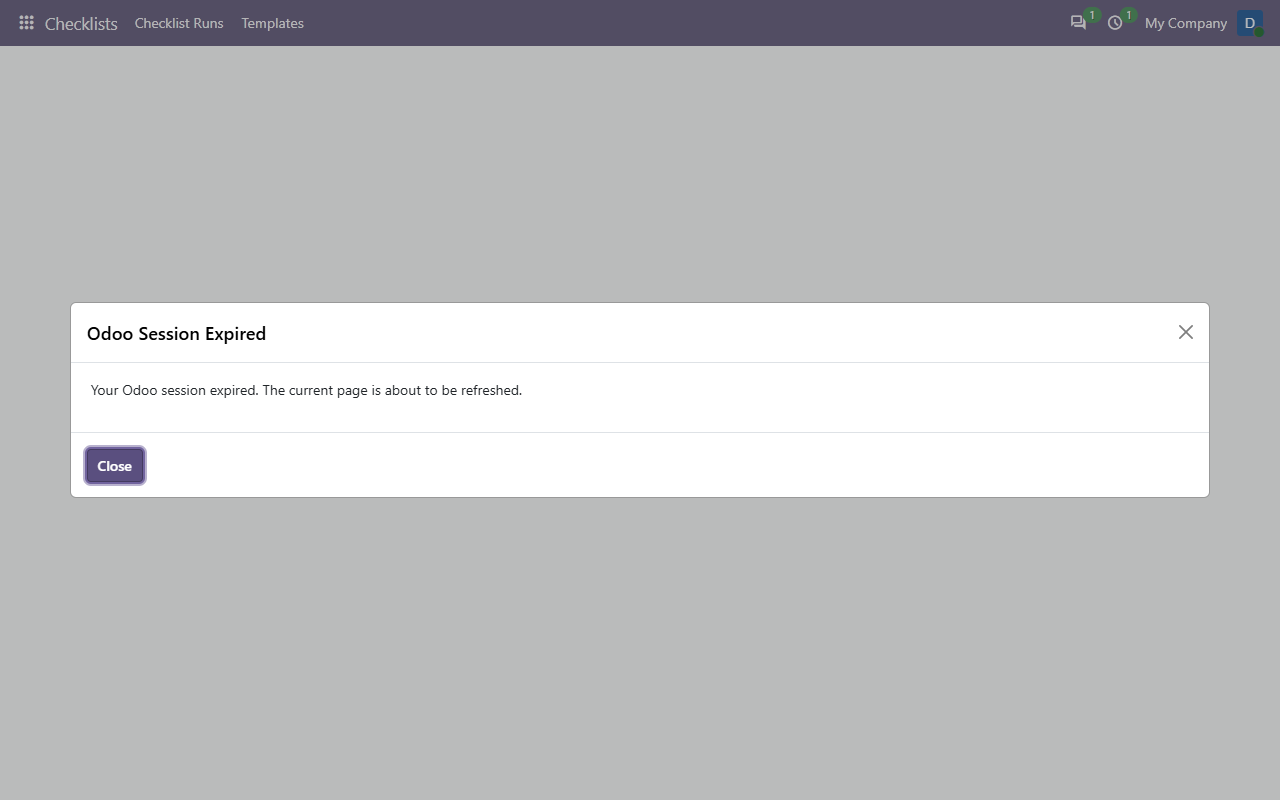 Checklists Checklist Runs Templates 1 1 My Company D
Odoo Session Expired
Your Odoo session expired. The current page is about to be refreshed.
Close